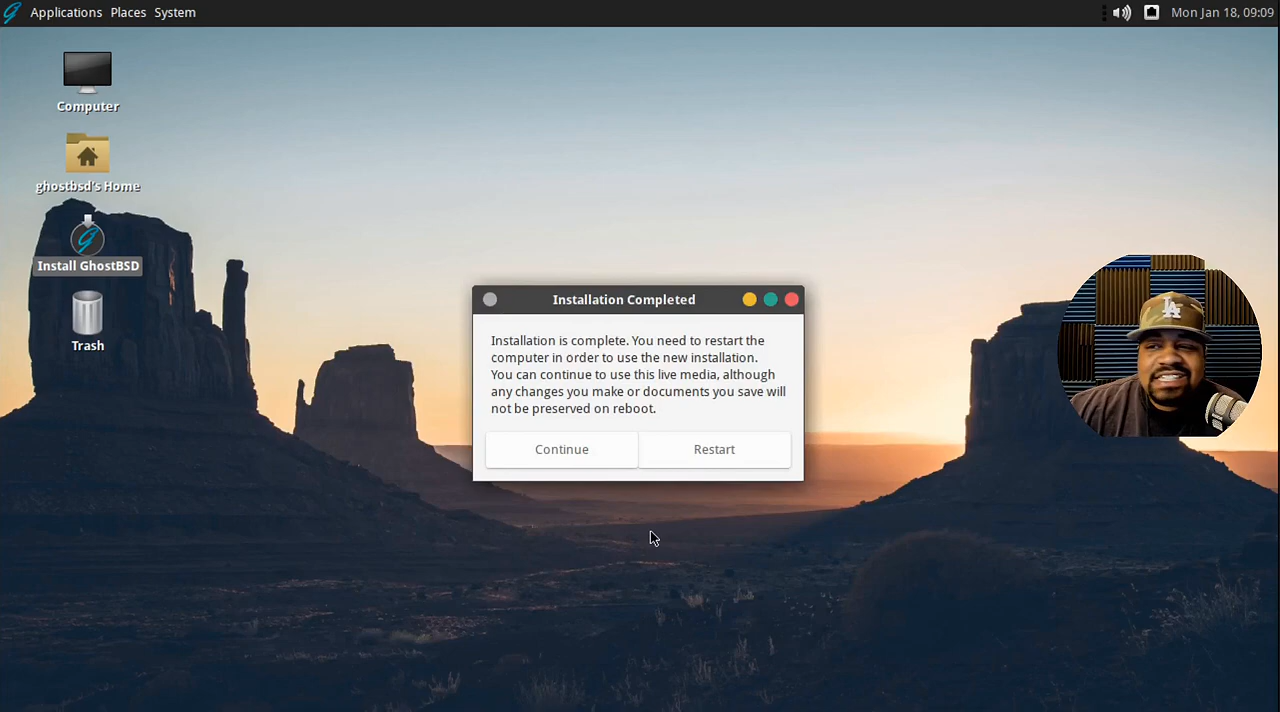 Applications Places System
Mon Jan 18, 09:09
Computer
ghostbsd's Home
Install GhostBSD
Trash
Installation Completed
Installation is complete. You need to restart the
computer in order to use the new installation.
You can continue to use this live media, although
any changes you make or documents you save will
not be preserved on reboot.
Continue
Restart
LA